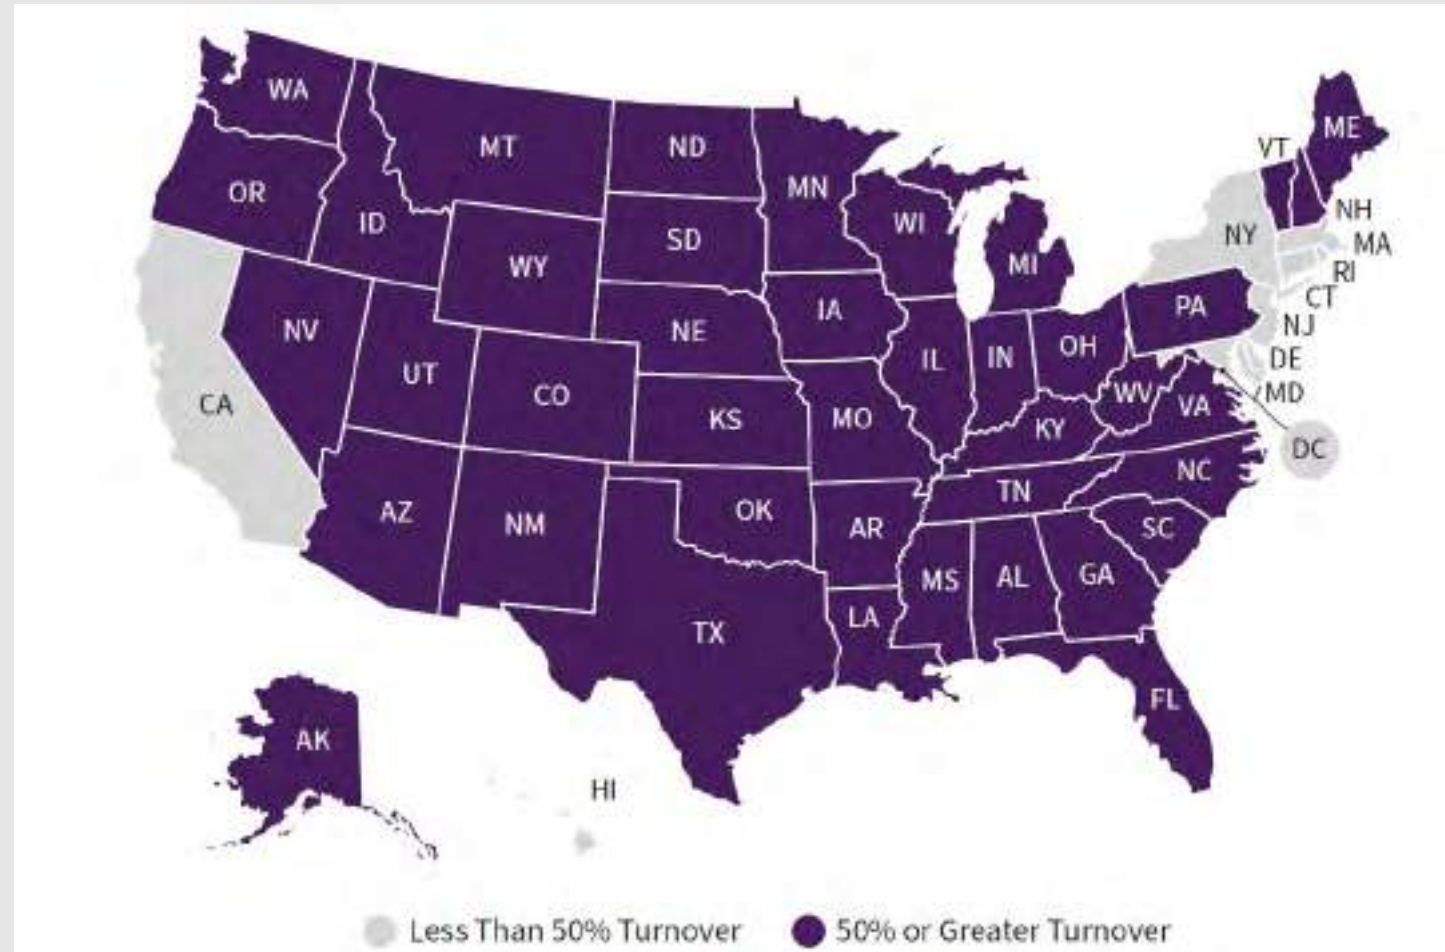 WA
MT
ND
MN
ME
VT
OR
ID
SD
WI
NH
WY
MI
NY
MA
RI
CT
NV
NE
IA
PA
NJ
UT
CO
IL
IN
OH
DE
CA
KS
MO
WV
VA
MD
KY
DC
NC
AZ
NM
OK
TN
AR
SC
MS
AL
GA
TX
LA
FL
AK
HI
Less Than 50% Turnover
50% or Greater Turnover